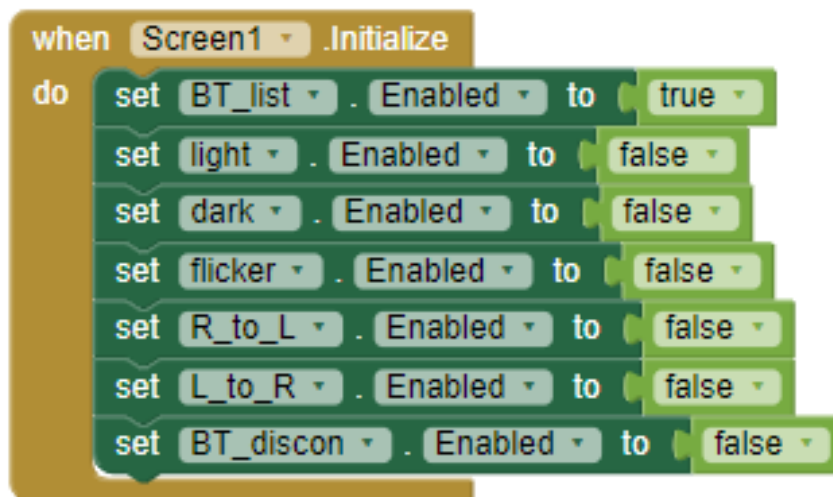 when Screen1 .Initialize
do set BT_list . Enabled to true
set light . Enabled to false
set dark . Enabled to false
set flicker . Enabled to false
set R_to_L . Enabled to false
set L_to_R . Enabled to false
set BT_discon . Enabled to false